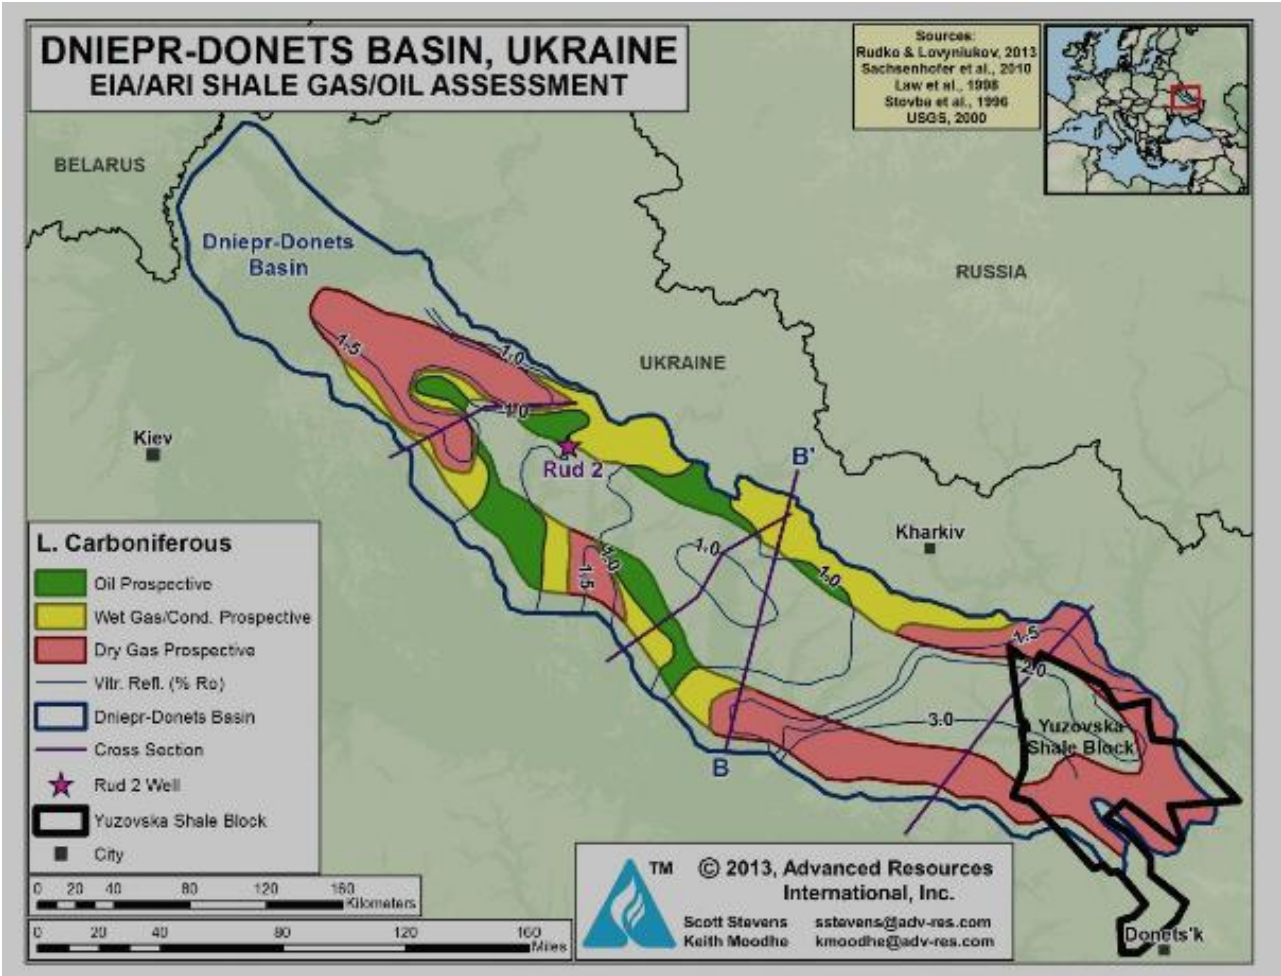 DNIEPR-DONETS BASIN, UKRAINE
EIA/ARI SHALE GAS/OIL ASSESSMENT
Sources:
Rudko & Lovyniukov, 2013
Sachsenhofer et al., 2010
Law et al., 1998
Stovba et al., 1996
USGS, 2000
BELARUS
Dniepr-Donets
Basin
RUSSIA
UKRAINE
1.5
1.0
1.0
Kiev
Rud 2
B'
Kharkiv
1.0
1.0
1.5
1.0
1.5
2.0
3.0
Yuzovska
Shale Block
B
Donets'k
L. Carboniferous
Oil Prospective
Wet Gas/Cond. Prospective
Dry Gas Prospective
Vitr. Refl. (% Ro)
Dniepr-Donets Basin
Cross Section
Rud 2 Well
Yuzovska Shale Block
City
0 20 40 80 120 160
Kilometers
0 20 40 80 120 160
Miles
TM
© 2013, Advanced Resources
International, Inc.
Scott Stevens sstevens@adv-res.com
Keith Moodhe kmoodhe@adv-res.com